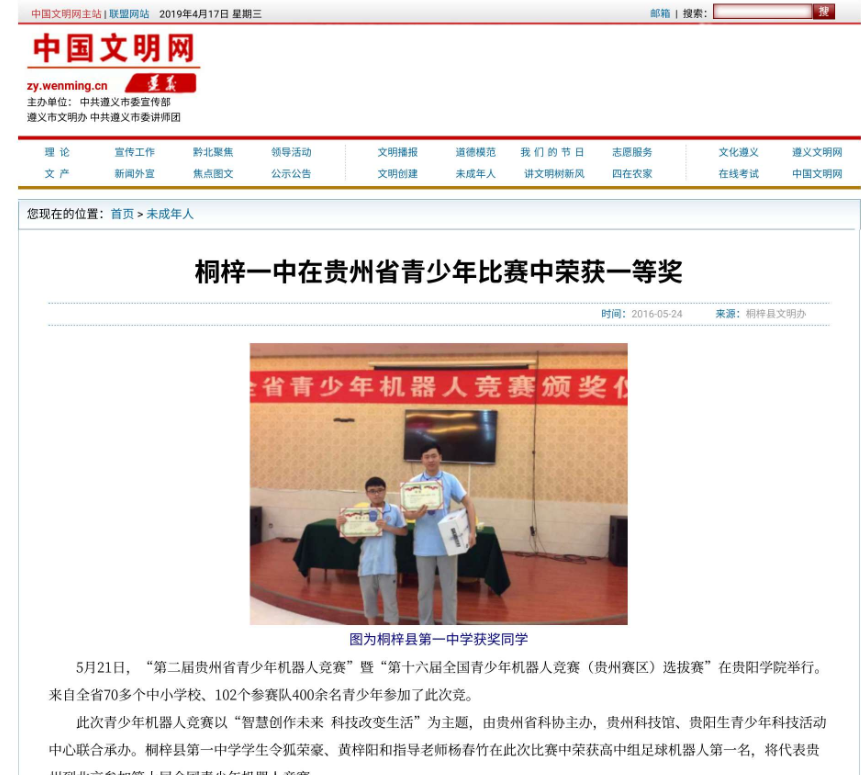 中国文明网主站 | 联盟网站 2019年4月17日 星期三 邮箱 | 搜索: 搜
中国文明网
zy.wenming.cn 遵义
主办单位: 中共遵义市委宣传部
遵义市文明办 中共遵义市委讲师团
理 论 宣传工作 黔北聚焦 领导活动 文明播报 道德模范 我 们 的 节 日 志愿服务 文化遵义 遵义文明网
文 产 新闻外宣 焦点图文 公示公告 文明创建 未成年人 讲文明树新风 四在农家 在线考试 中国文明网
您现在的位置: 首页 > 未成年人
桐梓一中在贵州省青少年比赛中荣获一等奖
时间: 2016-05-24 来源: 桐梓县文明办
全省青少年机器人竞赛颁奖仪
图为桐梓县第一中学获奖同学
5月21日,“第二届贵州省青少年机器人竞赛”暨“第十六届全国青少年机器人竞赛(贵州赛区)选拔赛”在贵阳学院举行。
来自全省70多个中小学校、102个参赛队400余名青少年参加了此次竞。
此次青少年机器人竞赛以“智慧创作未来 科技改变生活”为主题,由贵州省科协主办,贵州科技馆、贵阳生青少年科技活动
中心联合承办。桐梓县第一中学学生令狐荣豪、黄梓阳和指导老师杨春竹在此次比赛中荣获高中组足球机器人第一名,将代表贵
州到北京参加第十届全国青少年机器人竞赛